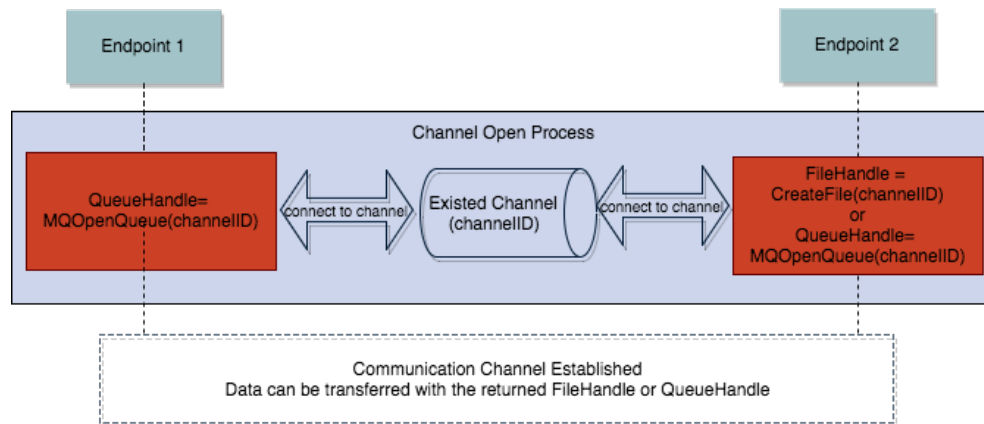 Endpoint 1
Endpoint 2
Channel Open Process
QueueHandle=
MQOpenQueue(channelID)
connect to channel
Existed Channel
(channelID)
connect to channel
FileHandle =
CreateFile(channelID)
or
QueueHandle=
MQOpenQueue(channelID)
Communication Channel Established
Data can be transferred with the returned FileHandle or QueueHandle